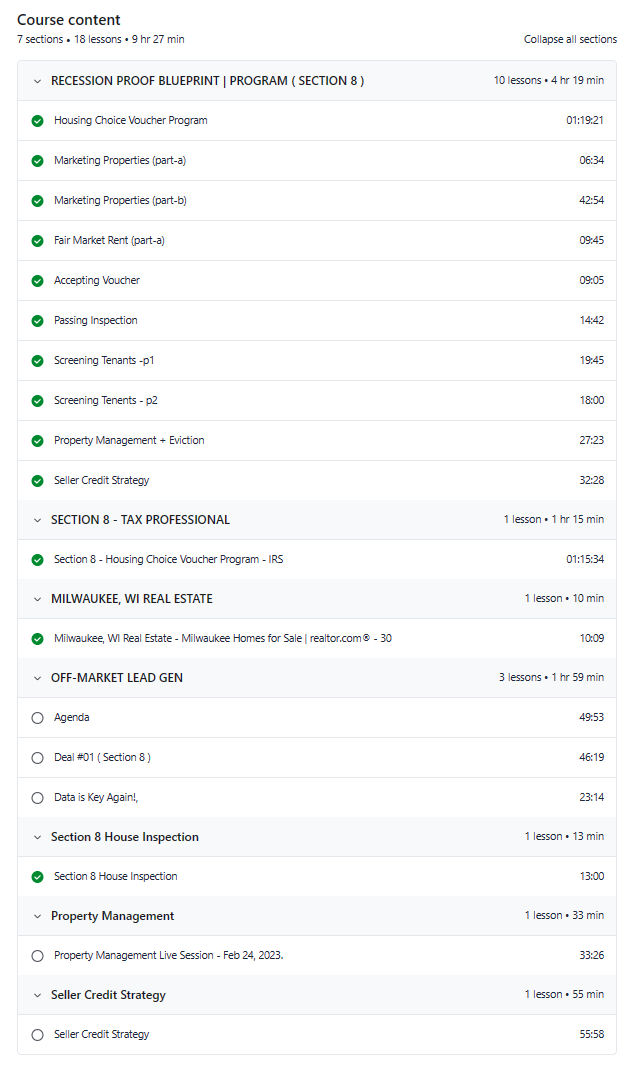 Course content
7 sections • 18 lessons • 9 hr 27 min Collapse all sections
RECESSION PROOF BLUEPRINT | PROGRAM ( SECTION 8 ) 10 lessons • 4 hr 19 min
Housing Choice Voucher Program 01:19:21
Marketing Properties (part-a) 06:34
Marketing Properties (part-b) 42:54
Fair Market Rent (part-a) 09:45
Accepting Voucher 09:05
Passing Inspection 14:42
Screening Tenants -p1 19:45
Screening Tenents - p2 18:00
Property Management + Eviction 27:23
Seller Credit Strategy 32:28
SECTION 8 - TAX PROFESSIONAL 1 lesson • 1 hr 15 min
Section 8 - Housing Choice Voucher Program - IRS 01:15:34
MILWAUKEE, WI REAL ESTATE 1 lesson • 10 min
Milwaukee, WI Real Estate - Milwaukee Homes for Sale | realtor.com® - 30 10:09
OFF-MARKET LEAD GEN 3 lessons • 1 hr 59 min
Agenda 49:53
Deal #01 ( Section 8 ) 46:19
Data is Key Again!, 23:14
Section 8 House Inspection 1 lesson • 13 min
Section 8 House Inspection 13:00
Property Management 1 lesson • 33 min
Property Management Live Session - Feb 24, 2023. 33:26
Seller Credit Strategy 1 lesson • 55 min
Seller Credit Strategy 55:58